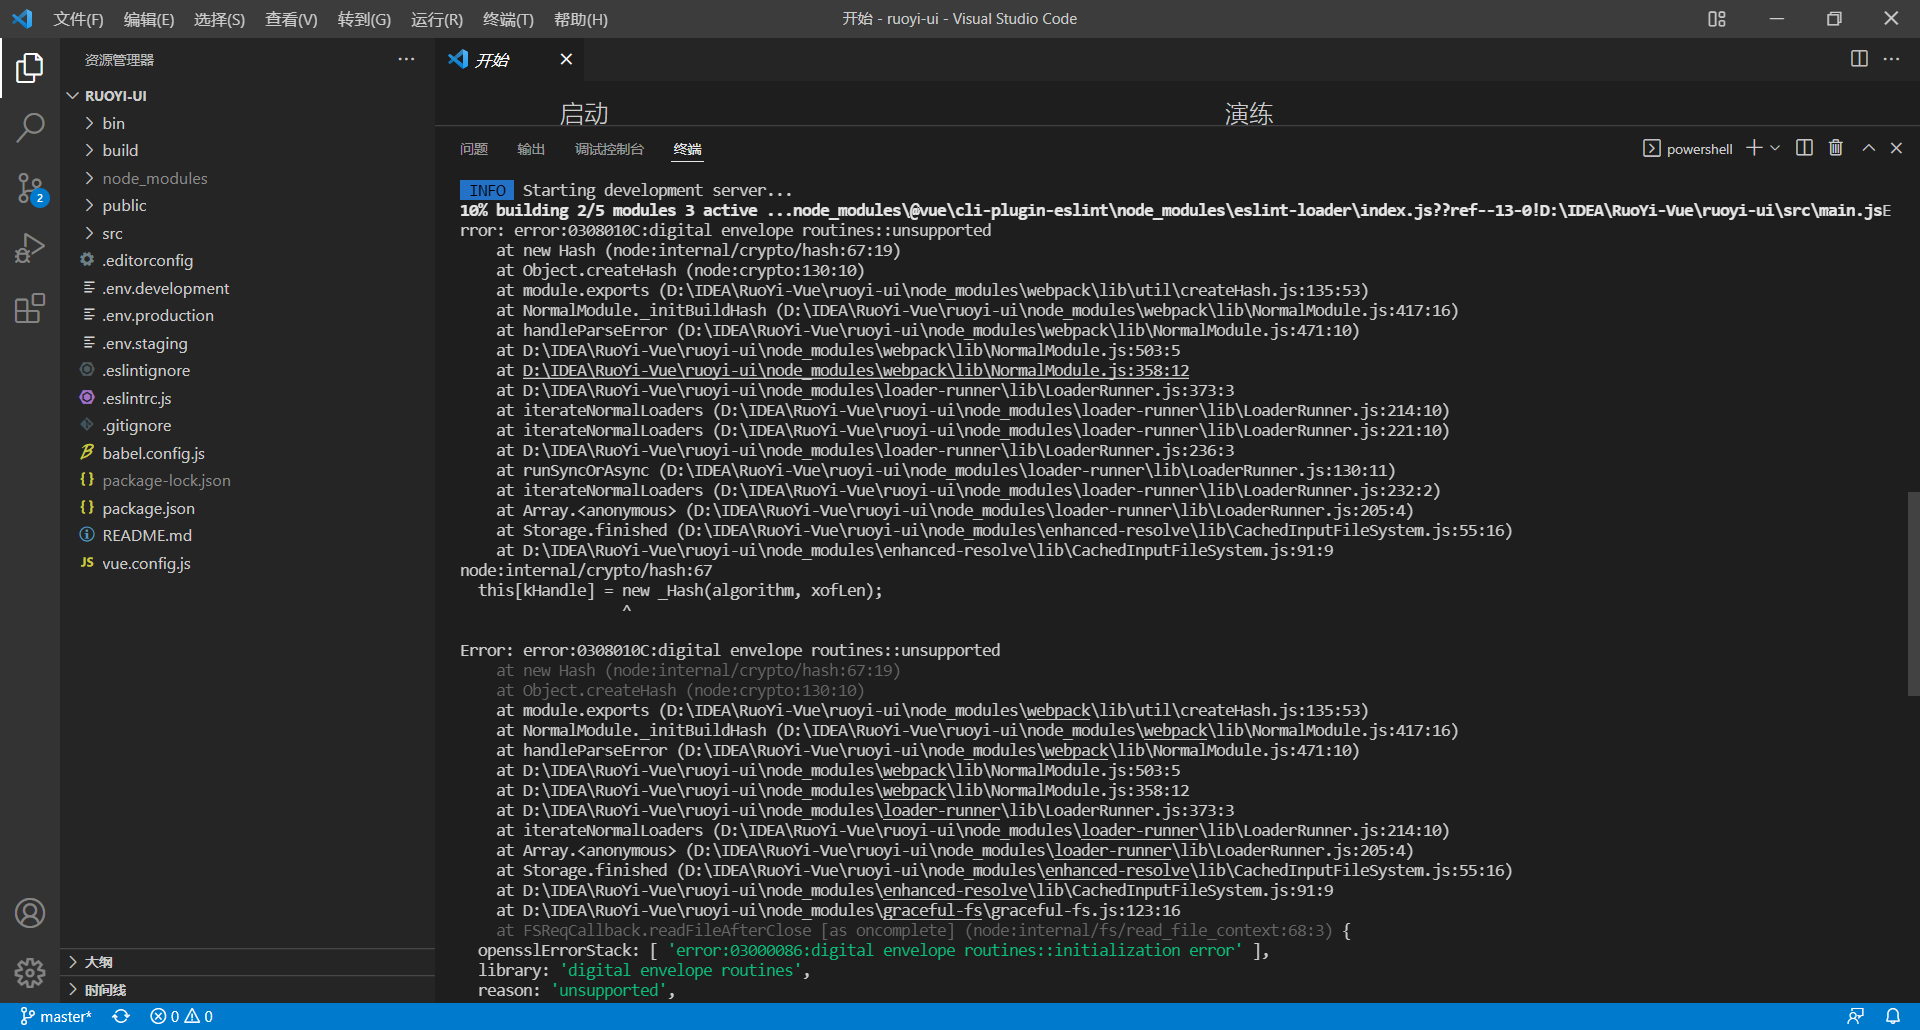 文件(F) 编辑(E) 选择(S) 查看(V) 转到(G) 运行(R) 终端(T) 帮助(H) 开始 - ruoyi-ui - Visual Studio Code
资源管理器
RUOYI-UI
bin
build
node_modules
public
src
.editorconfig
.env.development
.env.production
.env.staging
.eslintignore
.eslintrc.js
.gitignore
babel.config.js
package-lock.json
package.json
README.md
JS vue.config.js
大纲
时间线
2
开始
启动 演练
问题 输出 调试控制台 终端 powershell
INFO Starting development server...
10% building 2/5 modules 3 active ...node_modules\@vue\cli-plugin-eslint\node_modules\eslint-loader\index.js??ref--13-0!D:\IDEA\RuoYi-Vue\ruoyi-ui\src\main.jsE
rror: error:0308010C:digital envelope routines::unsupported
at new Hash (node:internal/crypto/hash:67:19)
at Object.createHash (node:crypto:130:10)
at module.exports (D:\IDEA\RuoYi-Vue\ruoyi-ui\node_modules\webpack\lib\util\createHash.js:135:53)
at NormalModule._initBuildHash (D:\IDEA\RuoYi-Vue\ruoyi-ui\node_modules\webpack\lib\NormalModule.js:417:16)
at handleParseError (D:\IDEA\RuoYi-Vue\ruoyi-ui\node_modules\webpack\lib\NormalModule.js:471:10)
at D:\IDEA\RuoYi-Vue\ruoyi-ui\node_modules\webpack\lib\NormalModule.js:503:5
at D:\IDEA\RuoYi-Vue\ruoyi-ui\node_modules\webpack\lib\NormalModule.js:358:12
at D:\IDEA\RuoYi-Vue\ruoyi-ui\node_modules\loader-runner\lib\LoaderRunner.js:373:3
at iterateNormalLoaders (D:\IDEA\RuoYi-Vue\ruoyi-ui\node_modules\loader-runner\lib\LoaderRunner.js:214:10)
at iterateNormalLoaders (D:\IDEA\RuoYi-Vue\ruoyi-ui\node_modules\loader-runner\lib\LoaderRunner.js:221:10)
at D:\IDEA\RuoYi-Vue\ruoyi-ui\node_modules\loader-runner\lib\LoaderRunner.js:236:3
at runSyncOrAsync (D:\IDEA\RuoYi-Vue\ruoyi-ui\node_modules\loader-runner\lib\LoaderRunner.js:130:11)
at iterateNormalLoaders (D:\IDEA\RuoYi-Vue\ruoyi-ui\node_modules\loader-runner\lib\LoaderRunner.js:232:2)
at Array.<anonymous> (D:\IDEA\RuoYi-Vue\ruoyi-ui\node_modules\loader-runner\lib\LoaderRunner.js:205:4)
at Storage.finished (D:\IDEA\RuoYi-Vue\ruoyi-ui\node_modules\enhanced-resolve\lib\CachedInputFileSystem.js:55:16)
at D:\IDEA\RuoYi-Vue\ruoyi-ui\node_modules\enhanced-resolve\lib\CachedInputFileSystem.js:91:9
node:internal/crypto/hash:67
this[kHandle] = new _Hash(algorithm, xofLen);
^
Error: error:0308010C:digital envelope routines::unsupported
at new Hash (node:internal/crypto/hash:67:19)
at Object.createHash (node:crypto:130:10)
at module.exports (D:\IDEA\RuoYi-Vue\ruoyi-ui\node_modules\webpack\lib\util\createHash.js:135:53)
at NormalModule._initBuildHash (D:\IDEA\RuoYi-Vue\ruoyi-ui\node_modules\webpack\lib\NormalModule.js:417:16)
at handleParseError (D:\IDEA\RuoYi-Vue\ruoyi-ui\node_modules\webpack\lib\NormalModule.js:471:10)
at D:\IDEA\RuoYi-Vue\ruoyi-ui\node_modules\webpack\lib\NormalModule.js:503:5
at D:\IDEA\RuoYi-Vue\ruoyi-ui\node_modules\webpack\lib\NormalModule.js:358:12
at D:\IDEA\RuoYi-Vue\ruoyi-ui\node_modules\loader-runner\lib\LoaderRunner.js:373:3
at iterateNormalLoaders (D:\IDEA\RuoYi-Vue\ruoyi-ui\node_modules\loader-runner\lib\LoaderRunner.js:214:10)
at Array.<anonymous> (D:\IDEA\RuoYi-Vue\ruoyi-ui\node_modules\loader-runner\lib\LoaderRunner.js:205:4)
at Storage.finished (D:\IDEA\RuoYi-Vue\ruoyi-ui\node_modules\enhanced-resolve\lib\CachedInputFileSystem.js:55:16)
at D:\IDEA\RuoYi-Vue\ruoyi-ui\node_modules\enhanced-resolve\lib\CachedInputFileSystem.js:91:9
at D:\IDEA\RuoYi-Vue\ruoyi-ui\node_modules\graceful-fs\graceful-fs.js:123:16
at FSReqCallback.readFileAfterClose [as oncomplete] (node:internal/fs/read_file_context:68:3) {
opensslErrorStack: [ 'error:03000086:digital envelope routines::initialization error' ],
library: 'digital envelope routines',
reason: 'unsupported',
master* 0 0